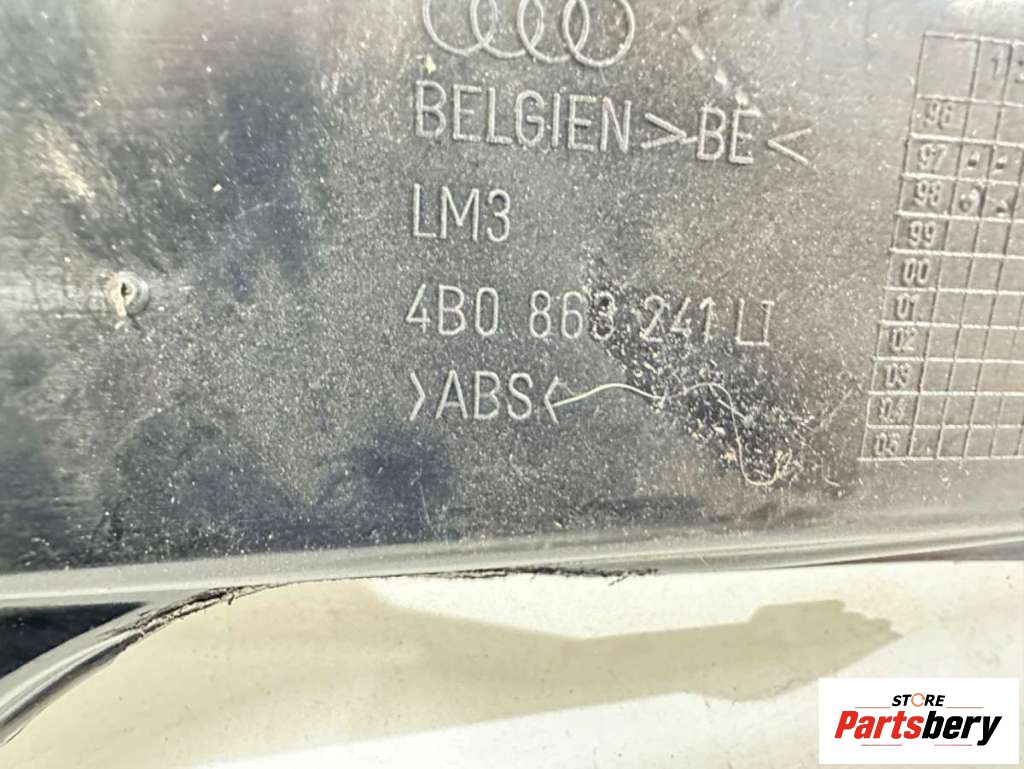 BELGIEN >BE<
LM3
4B0 863 241 LI
>ABS<
1
96
97
98
99
00
01
02
03
04
05
STORE
Partsbery